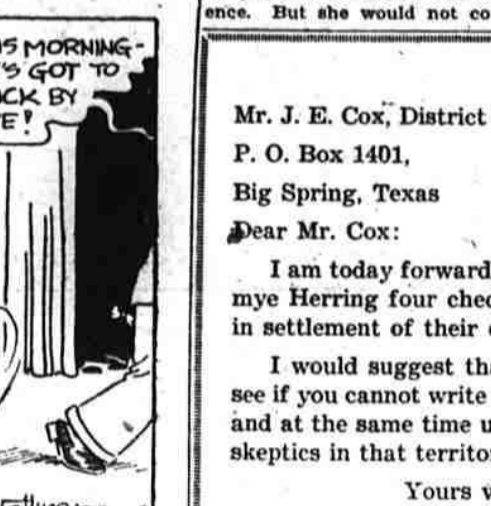 IS MORNING-
'S GOT TO
CK BY
E!
ence. But she would not co
Mr. J. E. Cox, District
P. O. Box 1401,
Big Spring, Texas
Dear Mr. Cox:
I am today forward
mye Herring four chec
in settlement of their
I would suggest tha
see if you cannot write
and at the same time u
skeptics in that territo
Yours v